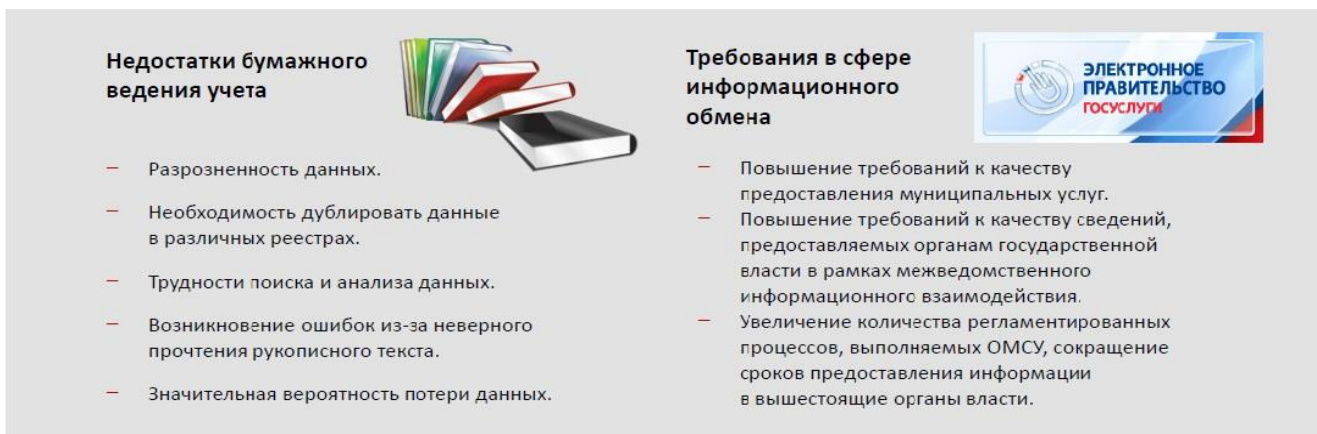 Недостатки бумажного
ведения учета
– Разрозненность данных.
– Необходимость дублировать данные
в различных реестрах.
– Трудности поиска и анализа данных.
– Возникновение ошибок из-за неверного
прочтения рукописного текста.
– Значительная вероятность потери данных.
Требования в сфере
информационного
обмена
ЭЛЕКТРОННОЕ
ПРАВИТЕЛЬСТВО
ГОСУСЛУГИ
– Повышение требований к качеству
предоставления муниципальных услуг.
– Повышение требований к качеству сведений,
предоставляемых органам государственной
власти в рамках межведомственного
информационного взаимодействия.
– Увеличение количества регламентированных
процессов, выполняемых ОМСУ, сокращение
сроков предоставления информации
в вышестоящие органы власти.